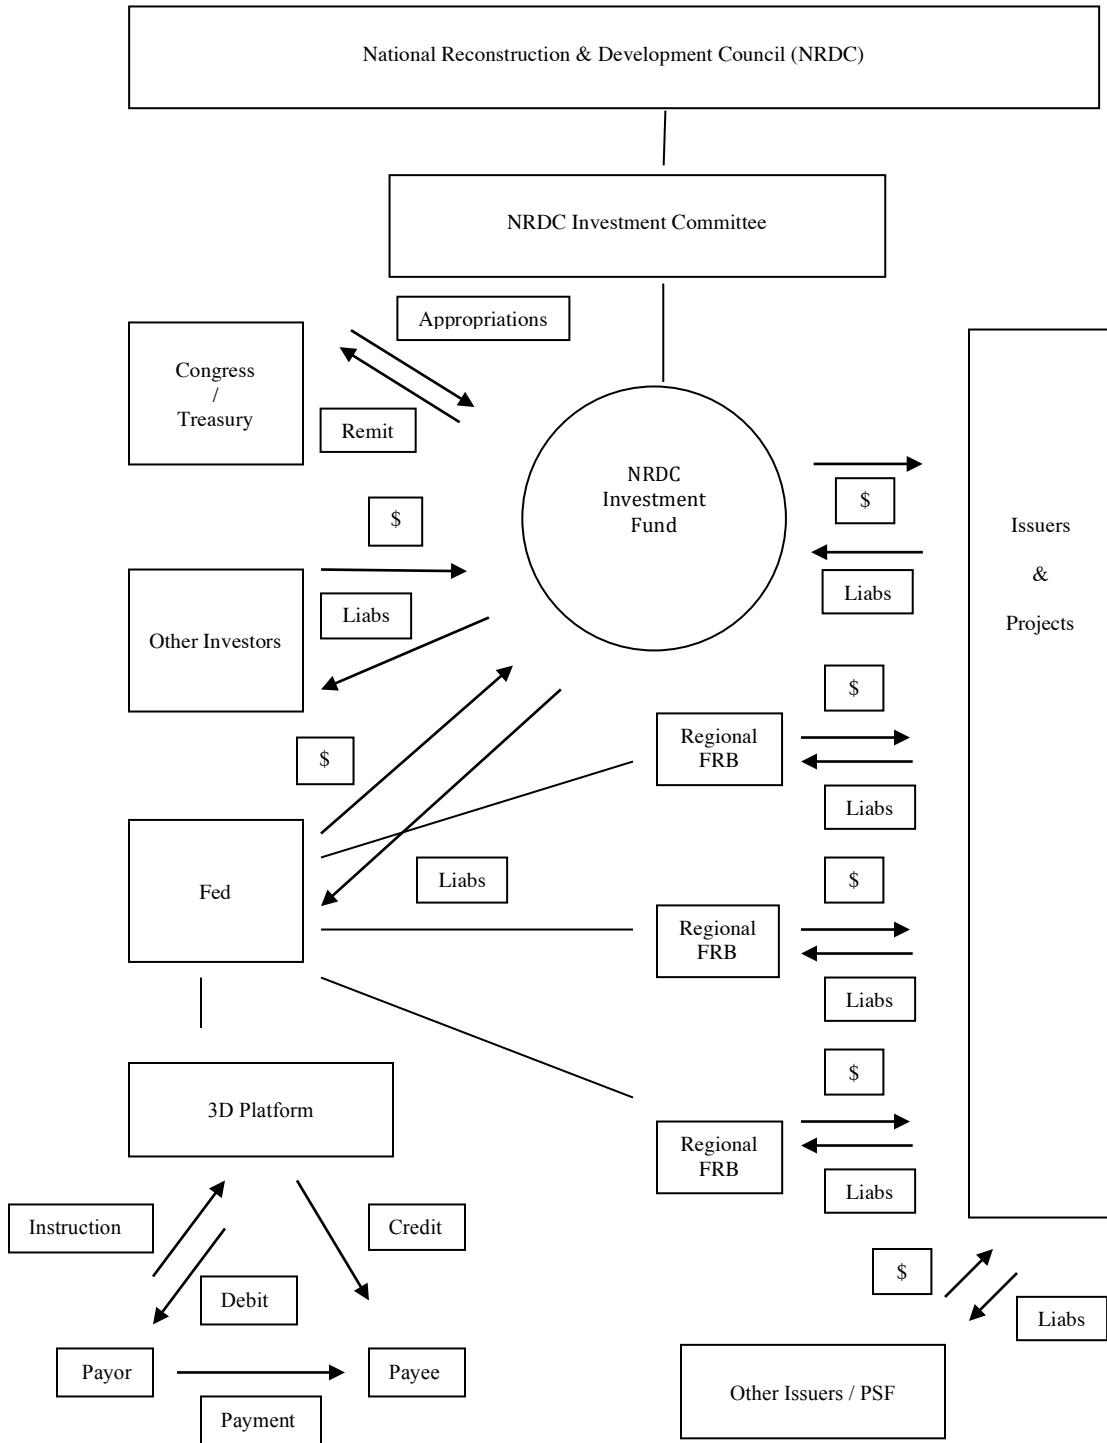 National Reconstruction & Development Council (NRDC)
NRDC Investment Committee
Appropriations
Congress
/
Treasury
Remit
NRDC
Investment
Fund
$
Issuers
&
Projects
$
Liabs
Other Investors
Liabs
$
$
Regional
FRB
Liabs
Fed
Liabs
$
Regional
FRB
Liabs
$
3D Platform
Regional
FRB
Liabs
Instruction
Credit
$
Debit
Liabs
Payor
Payee
Other Issuers / PSF
Payment